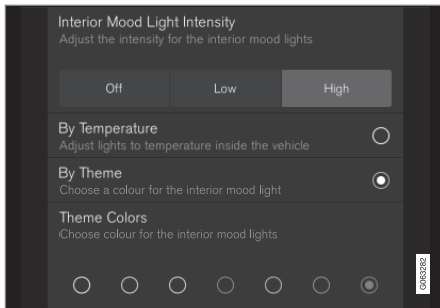 Interior Mood Light Intensity
Adjust the intensity for the interior mood lights
Off Low High
By Temperature
Adjust lights to temperature inside the vehicle
By Theme
Choose a colour for the interior mood light
Theme Colors
Choose colour for the interior mood lights
G063282